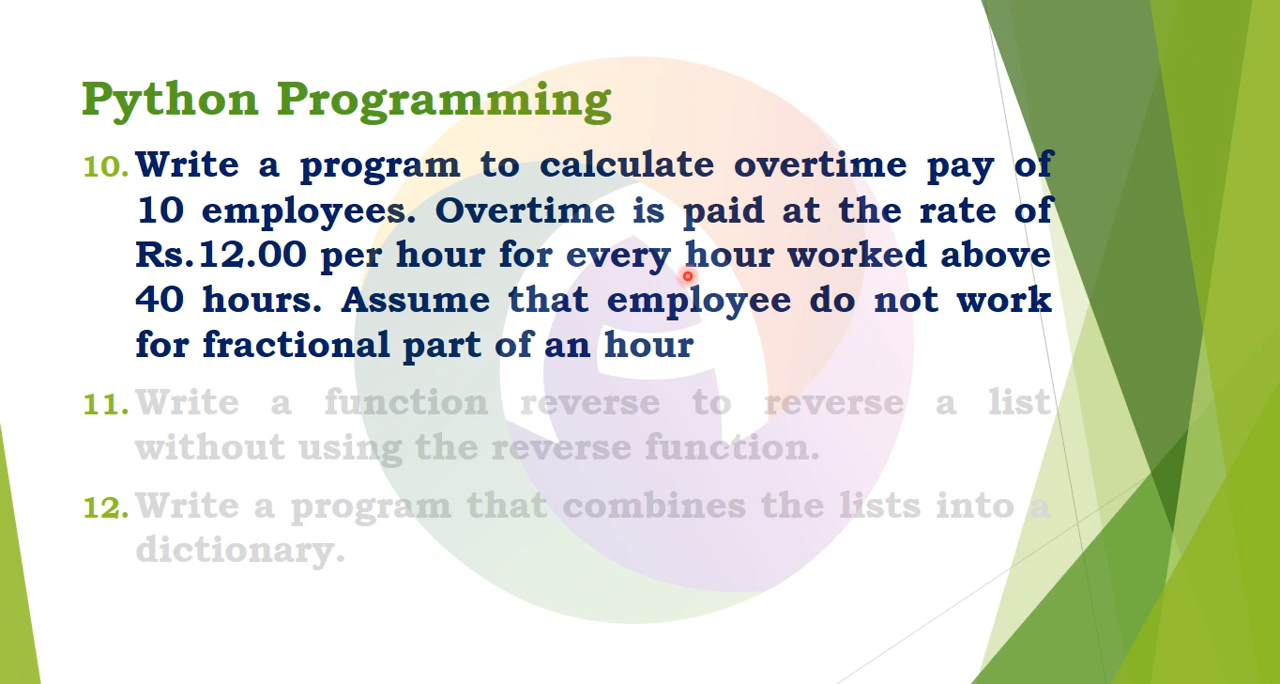 Python Programming
10. Write a program to calculate overtime pay of
10 employees. Overtime is paid at the rate of
Rs.12.00 per hour for every hour worked above
40 hours. Assume that employee do not work
for fractional part of an hour
11. Write a function reverse to reverse a list
without using the reverse function.
12. Write a program that combines the lists into a
dictionary.